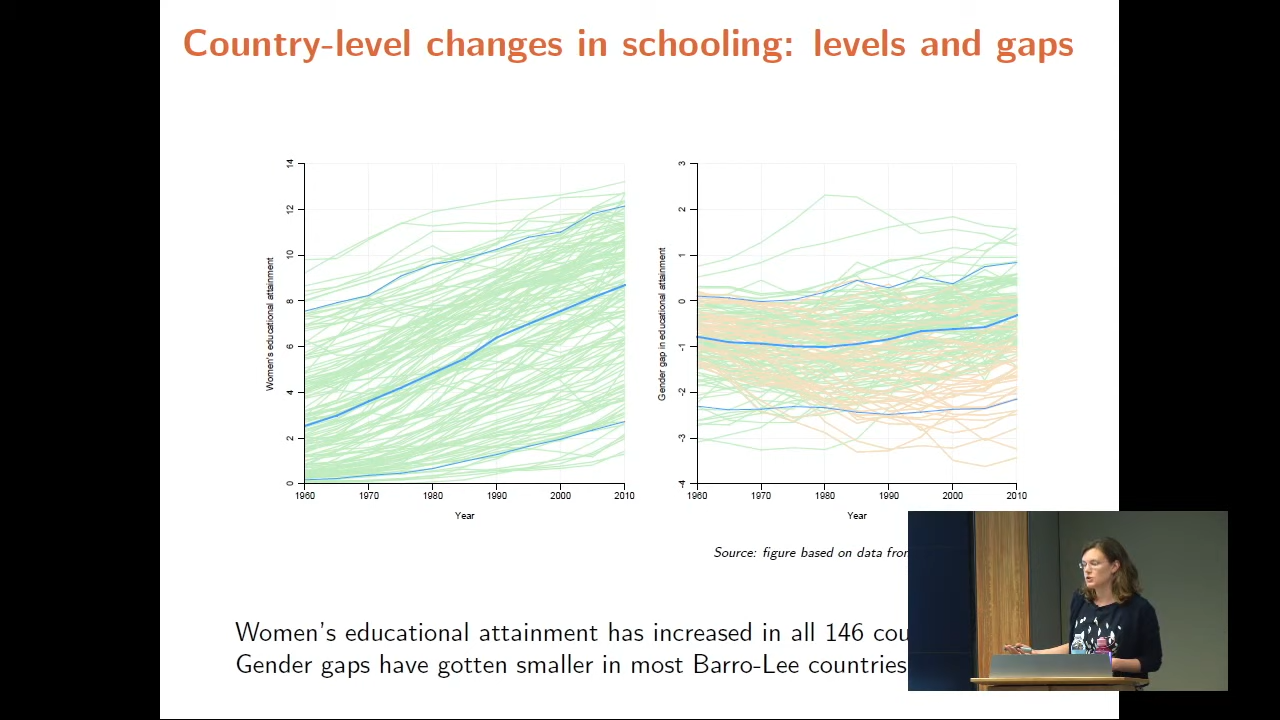 Country-level changes in schooling: levels and gaps
Women's educational attainment
14
12
10
8
6
4
2
0
1960 1970 1980 1990 2000 2010
Year
Gender gap in educational attainment
3
2
1
0
-1
-2
-3
-4
1960 1970 1980 1990 2000 2010
Year
Source: figure based on data from
Women's educational attainment has increased in all 146
Gender gaps have gotten smaller in most Barro-Lee countries